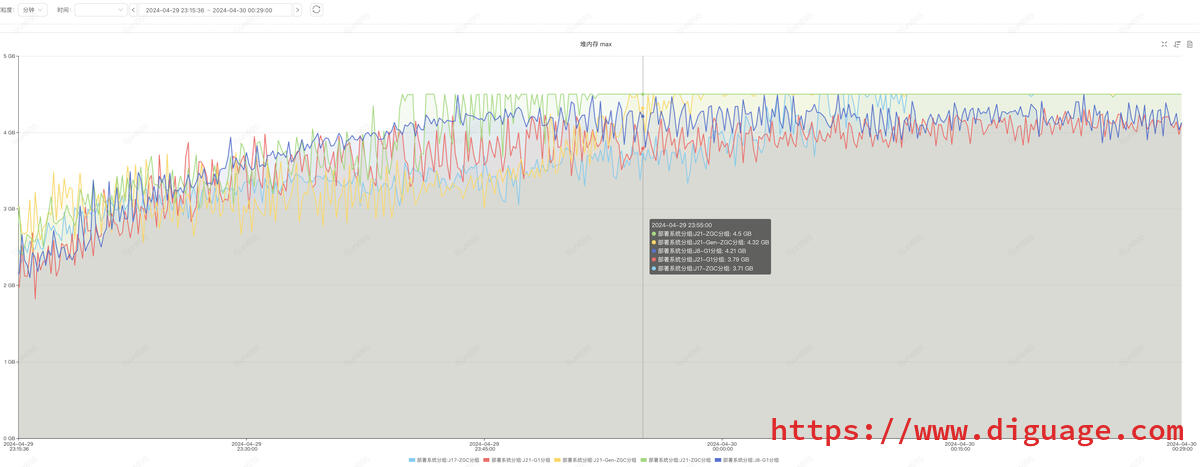 粒度: 分钟 时间: 2024-04-29 23:15:36 ~ 2024-04-30 00:29:00
堆内存 max
5 GB
4 GB
3 GB
2 GB
1 GB
0 GB
2024-04-29 23:55:00
部署系统分组:J21-ZGC分组: 4.5 GB
部署系统分组:J21-Gen-ZGC分组: 4.32 GB
部署系统分组:J8-G1分组: 4.21 GB
部署系统分组:J21-G1分组: 3.79 GB
部署系统分组:J17-ZGC分组: 3.71 GB
https://www.diguage.com
2024-04-29 2024-04-29 2024-04-29 2024-04-30 2024-04-30 2024-04-30
23:15:36 23:30:00 23:45:00 00:00:00 00:15:00 00:29:00
部署系统分组:J17-ZGC分组 部署系统分组:J21-G1分组 部署系统分组:J21-Gen-ZGC分组 部署系统分组:J21-ZGC分组 部署系统分组:J8-G1分组